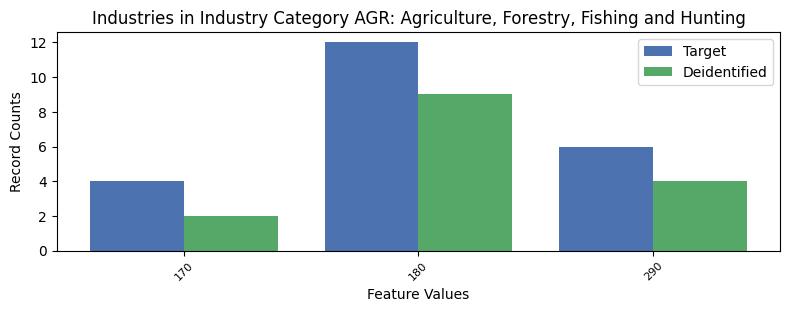 Industries in Industry Category AGR: Agriculture, Forestry, Fishing and Hunting
Target
Deidentified
Record Counts
12
10
8
6
4
2
0
170
180
290
Feature Values